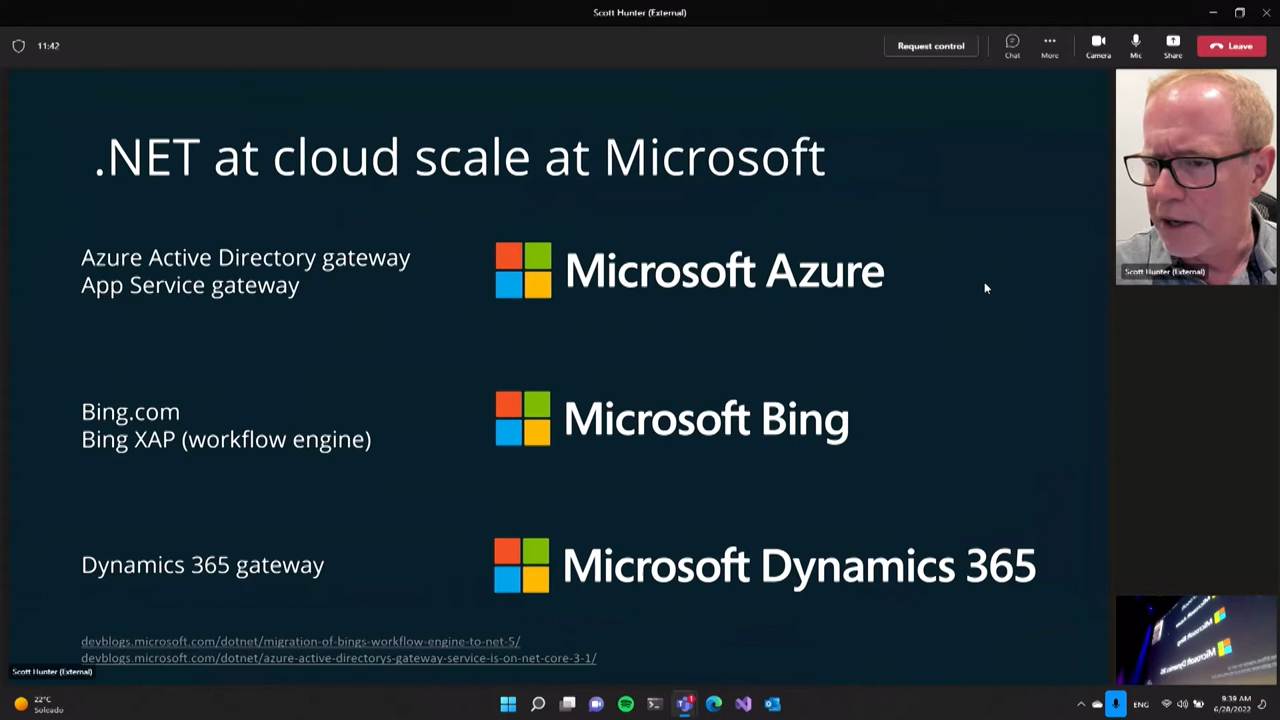 Scott Hunter (External)
11:42
Request control
Chat
More
Camera
Mic
Share
Leave
.NET at cloud scale at Microsoft
Azure Active Directory gateway
App Service gateway
Microsoft Azure
Scott Hunter (External)
Bing.com
Bing XAP (workflow engine)
Microsoft Bing
Dynamics 365 gateway
Microsoft Dynamics 365
devblogs.microsoft.com/dotnet/migration-of-bings-workflow-engine-to-net-5/
devblogs.microsoft.com/dotnet/azure-active-directorys-gateway-service-is-on-net-core-3-1/
Scott Hunter (External)
22°C
Soleado
ENG
9:39 AM
6/28/2022